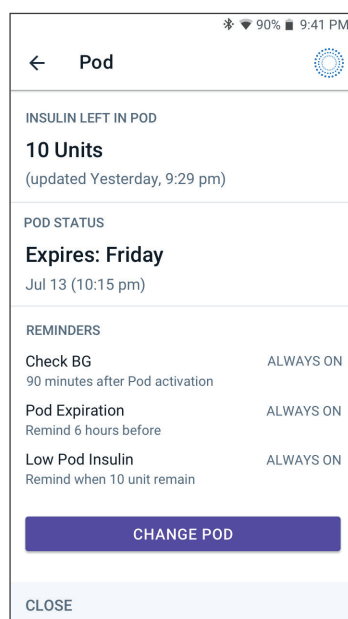 90% 9:41 PM
Pod
INSULIN LEFT IN POD
10 Units
(updated Yesterday, 9:29 pm)
POD STATUS
Expires: Friday
Jul 13 (10:15 pm)
REMINDERS
Check BG ALWAYS ON
90 minutes after Pod activation
Pod Expiration ALWAYS ON
Remind 6 hours before
Low Pod Insulin ALWAYS ON
Remind when 10 unit remain
CHANGE POD
CLOSE